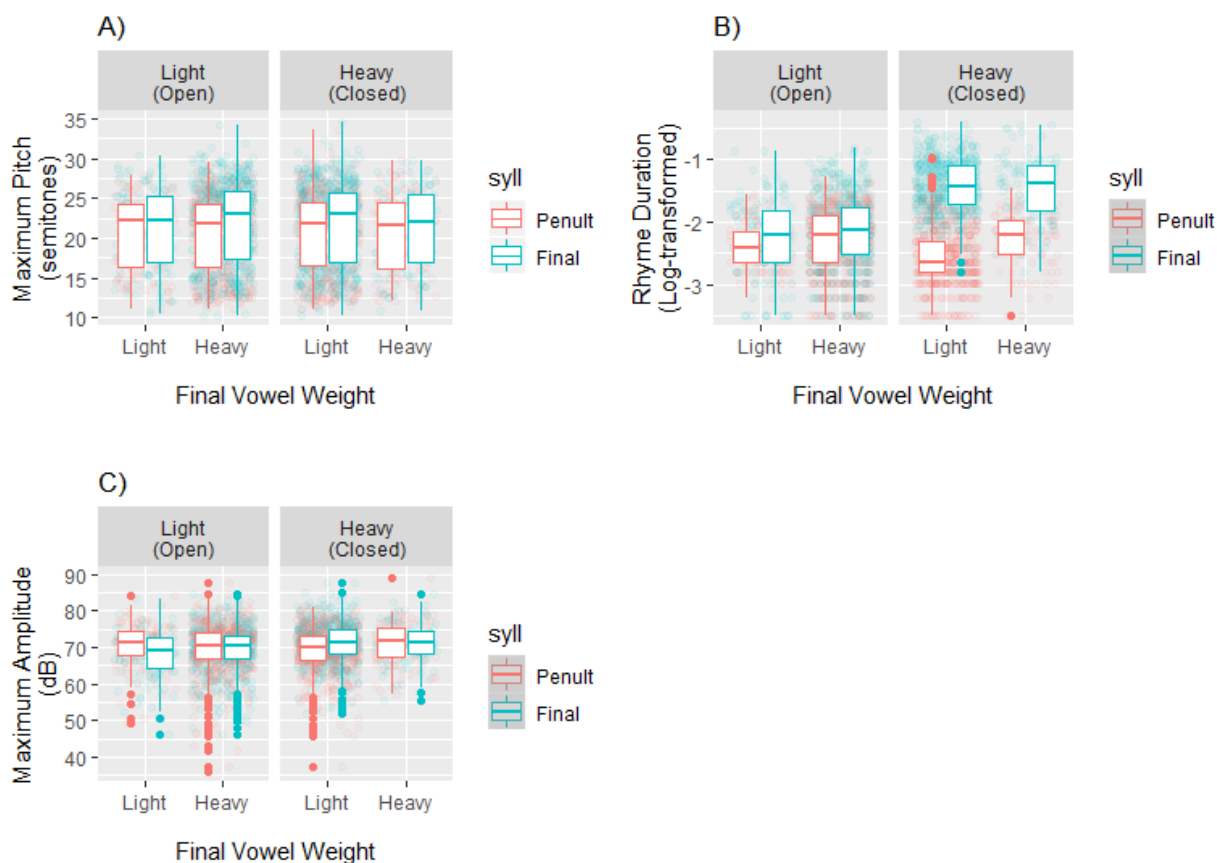 A)
Light
(Open)
Heavy
(Closed)
Maximum Pitch
(semitones)
35
30
25
20
15
10
Light
Heavy
Light
Heavy
Final Vowel Weight
syll
Penult
Final
B)
Light
(Open)
Heavy
(Closed)
Rhyme Duration
(Log-transformed)
-1
-2
-3
Light
Heavy
Light
Heavy
Final Vowel Weight
syll
Penult
Final
C)
Light
(Open)
Heavy
(Closed)
Maximum Amplitude
(dB)
90
80
70
60
50
40
Light
Heavy
Light
Heavy
Final Vowel Weight
syll
Penult
Final